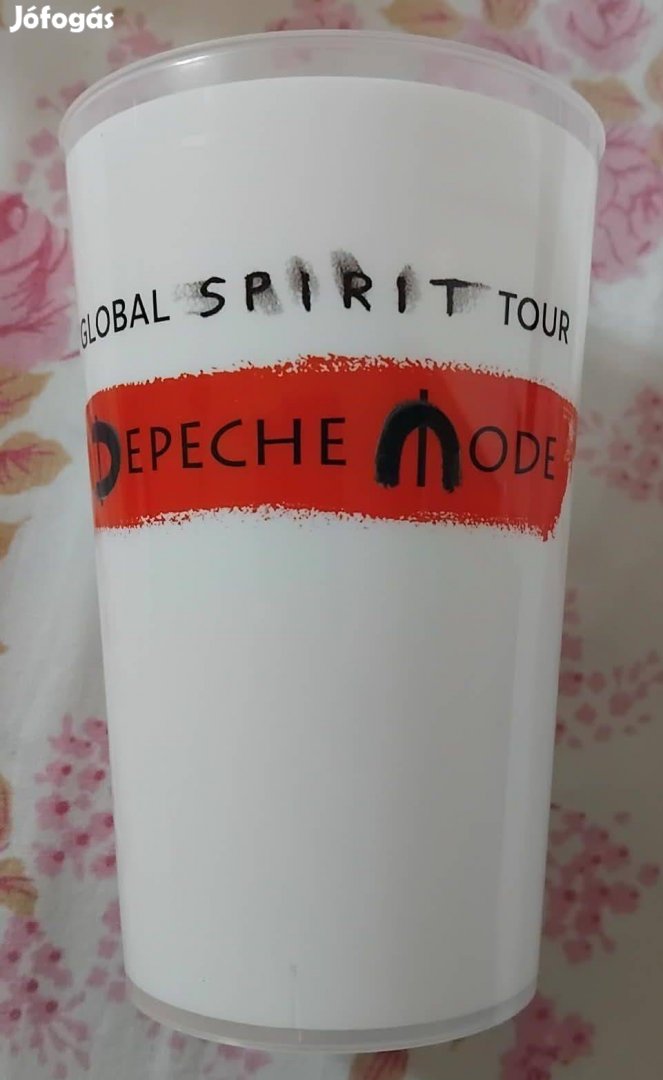 Jófogás
GLOBAL SPIRIT TOUR
DEPECHE MODE